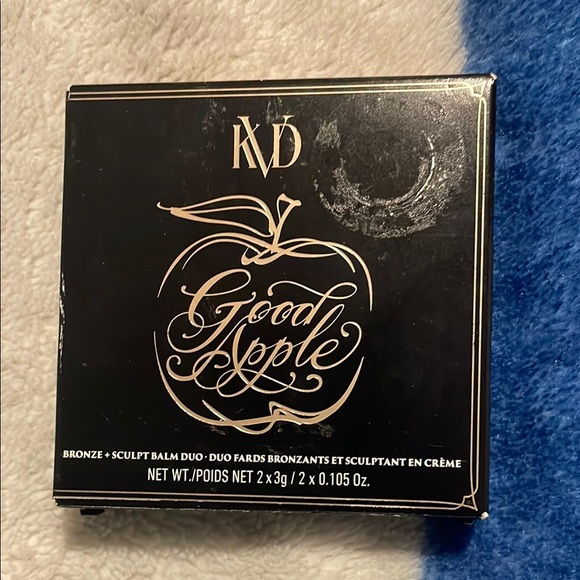 KVD
Good
Apple
BRONZE + SCULPT BALM DUO · DUO FARDS BRONZANTS ET SCULPTANT EN CRÈME
NET WT./POIDS NET 2 x 3g / 2 x 0.105 Oz.